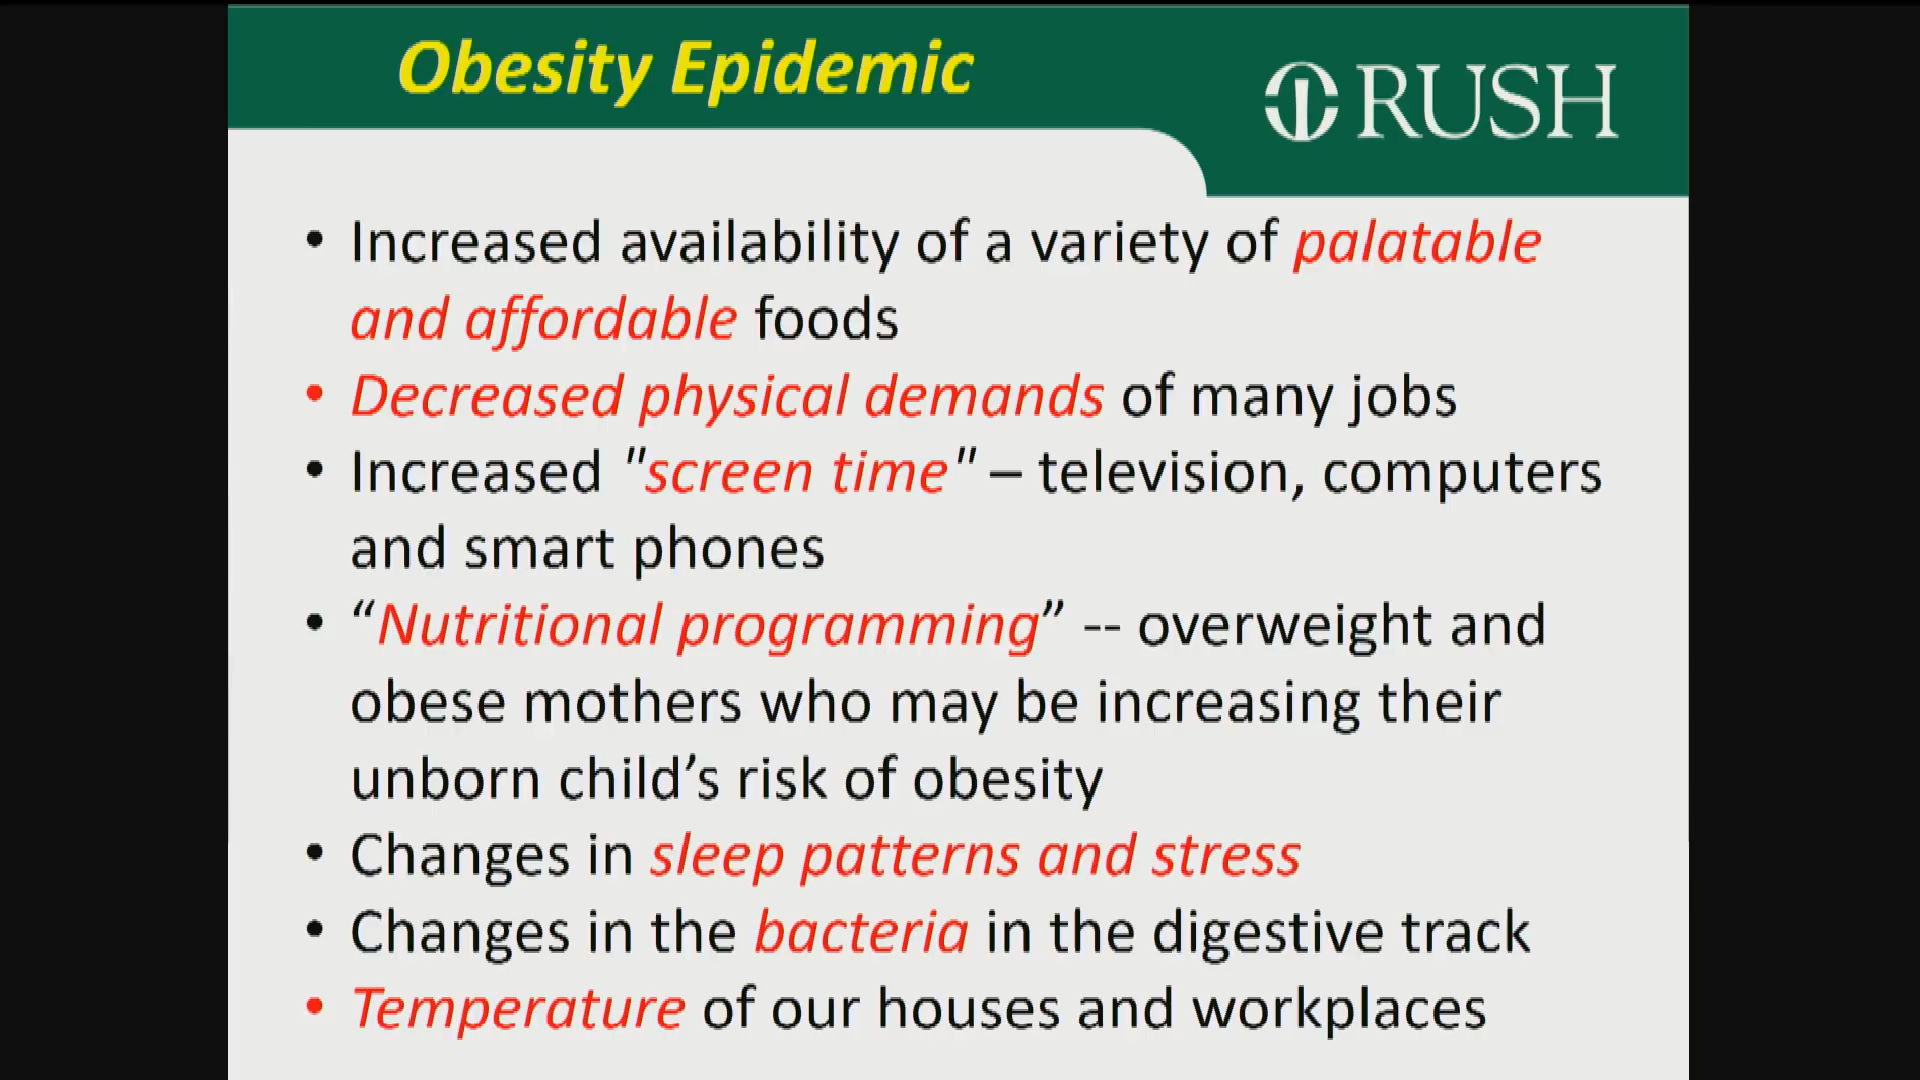 Obesity Epidemic
RUSH
• Increased availability of a variety of palatable
and affordable foods
• Decreased physical demands of many jobs
• Increased "screen time" – television, computers
and smart phones
• “Nutritional programming” -- overweight and
obese mothers who may be increasing their
unborn child’s risk of obesity
• Changes in sleep patterns and stress
• Changes in the bacteria in the digestive track
• Temperature of our houses and workplaces